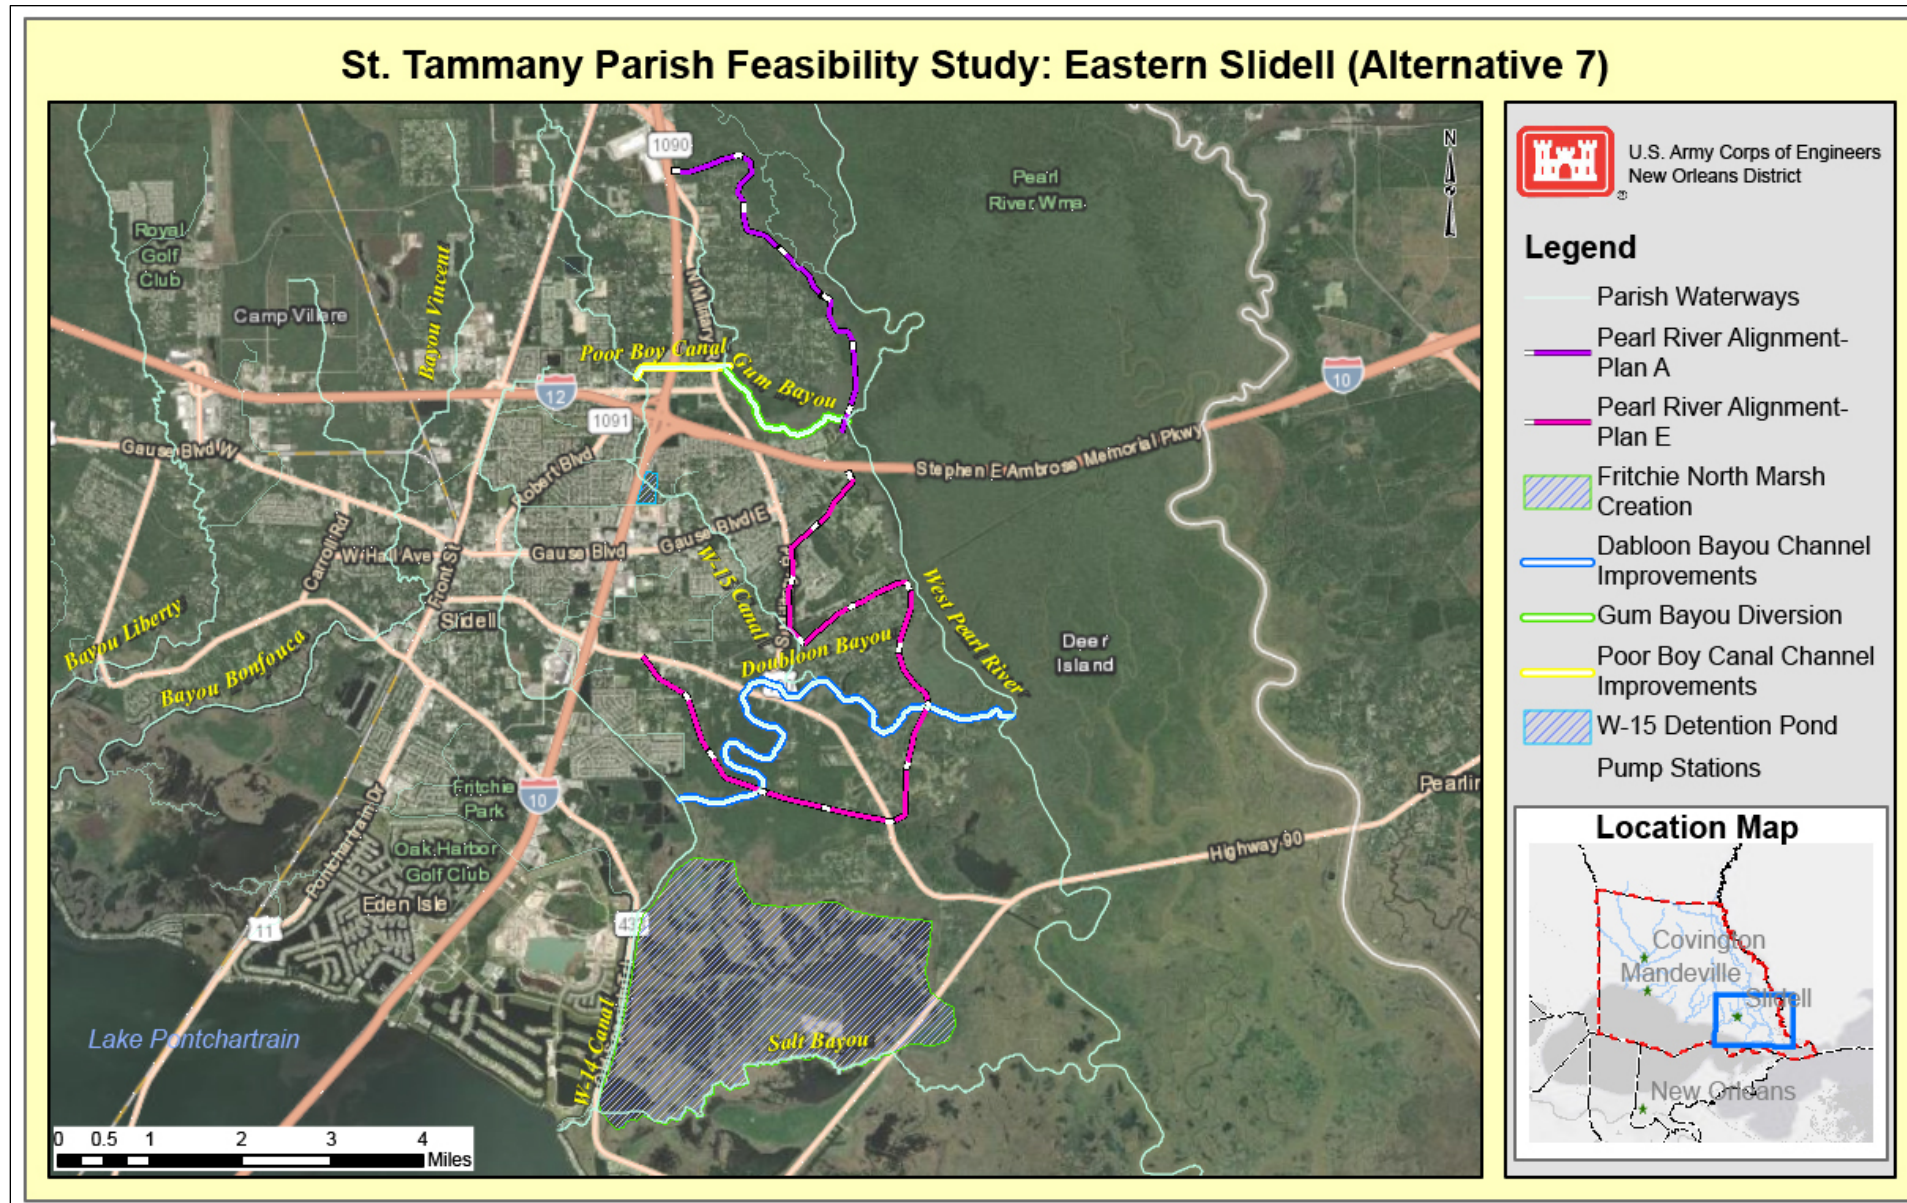 St. Tammany Parish Feasibility Study: Eastern Slidell (Alternative 7)
1090
N
Pearl
River Wma
Royal
Golf
Club
Bayou Vincent
Camp Villere
N Military
Poor Boy Canal
Gum Bayou
12
10
1091
Gause Blvd W
Robert Blvd
Stephen E Ambrose Memorial Pkwy
Carroll Rd
W Hall Ave
Front St
Gause Blvd
Gause Blvd E
W-15 Canal
West Pearl River
Bayou Liberty
Slidell
Bayou Bonfouca
Doubloon Bayou
Deer
Island
Fritchie
Park
10
Pearlin
Pontchartrain Dr
Oak Harbor
Golf Club
Highway 90
Eden Isle
11
433
Lake Pontchartrain
W-14 Canal
Salt Bayou
0 0.5 1 2 3 4
Miles
U.S. Army Corps of Engineers
New Orleans District
®
Legend
Parish Waterways
Pearl River Alignment-
Plan A
Pearl River Alignment-
Plan E
Fritchie North Marsh
Creation
Dabloon Bayou Channel
Improvements
Gum Bayou Diversion
Poor Boy Canal Channel
Improvements
W-15 Detention Pond
Pump Stations
Location Map
Covington
Mandeville
Slidell
New Orleans